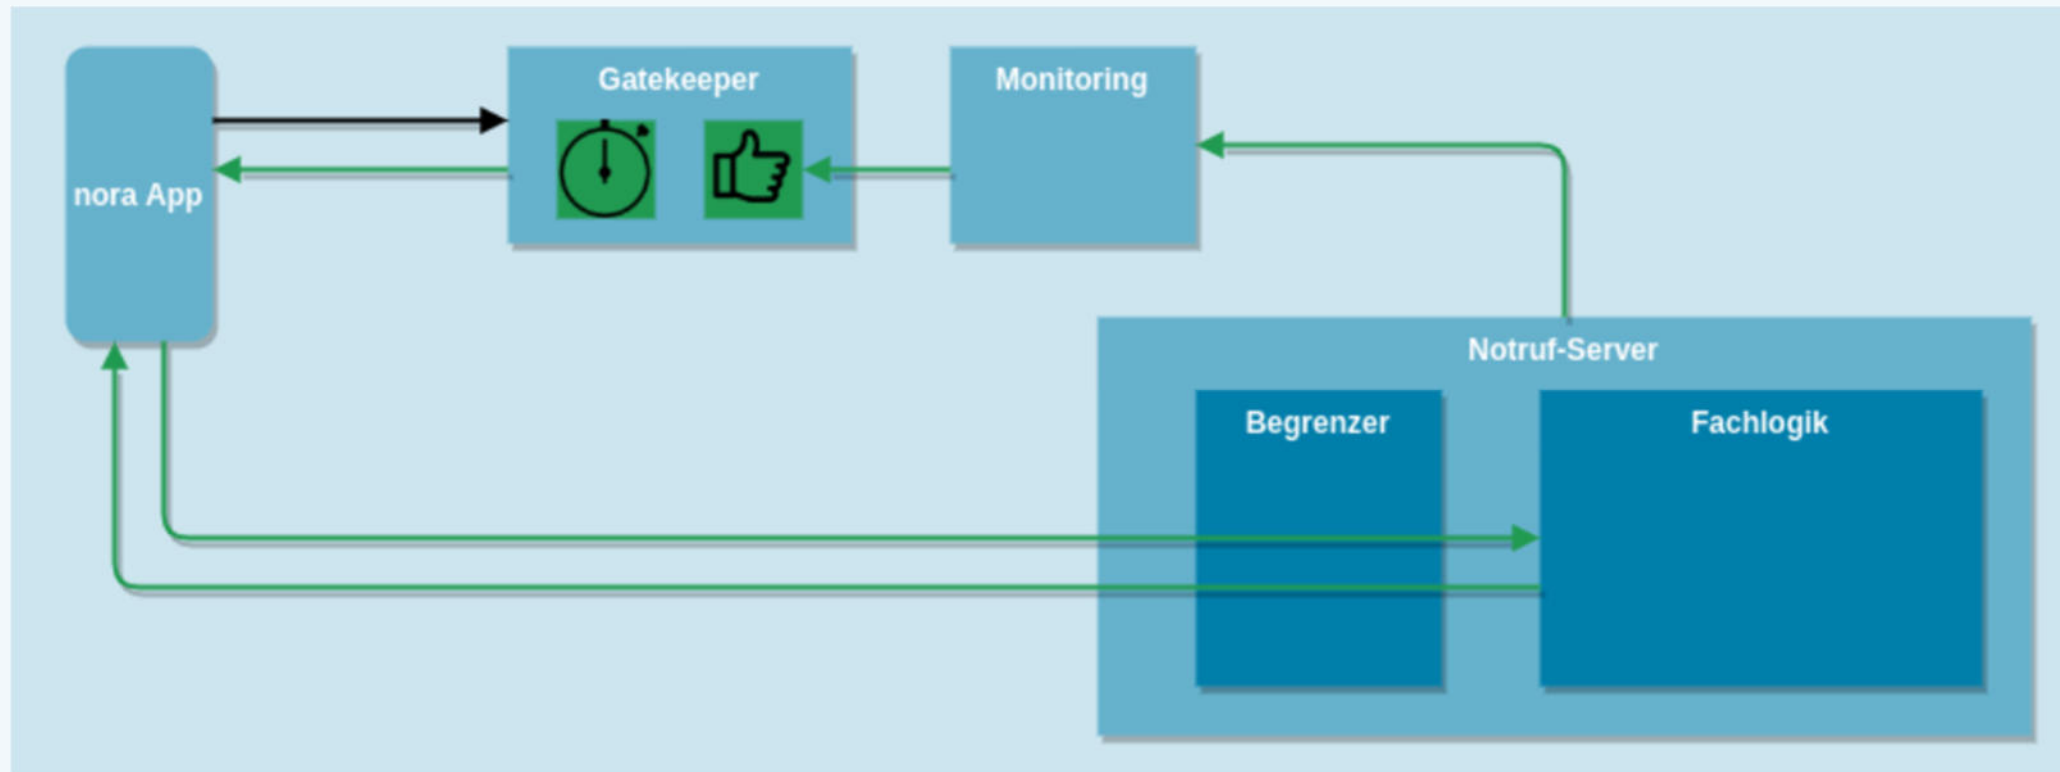 Gatekeeper
Monitoring
nora App
Notruf-Server
Begrenzer
Fachlogik